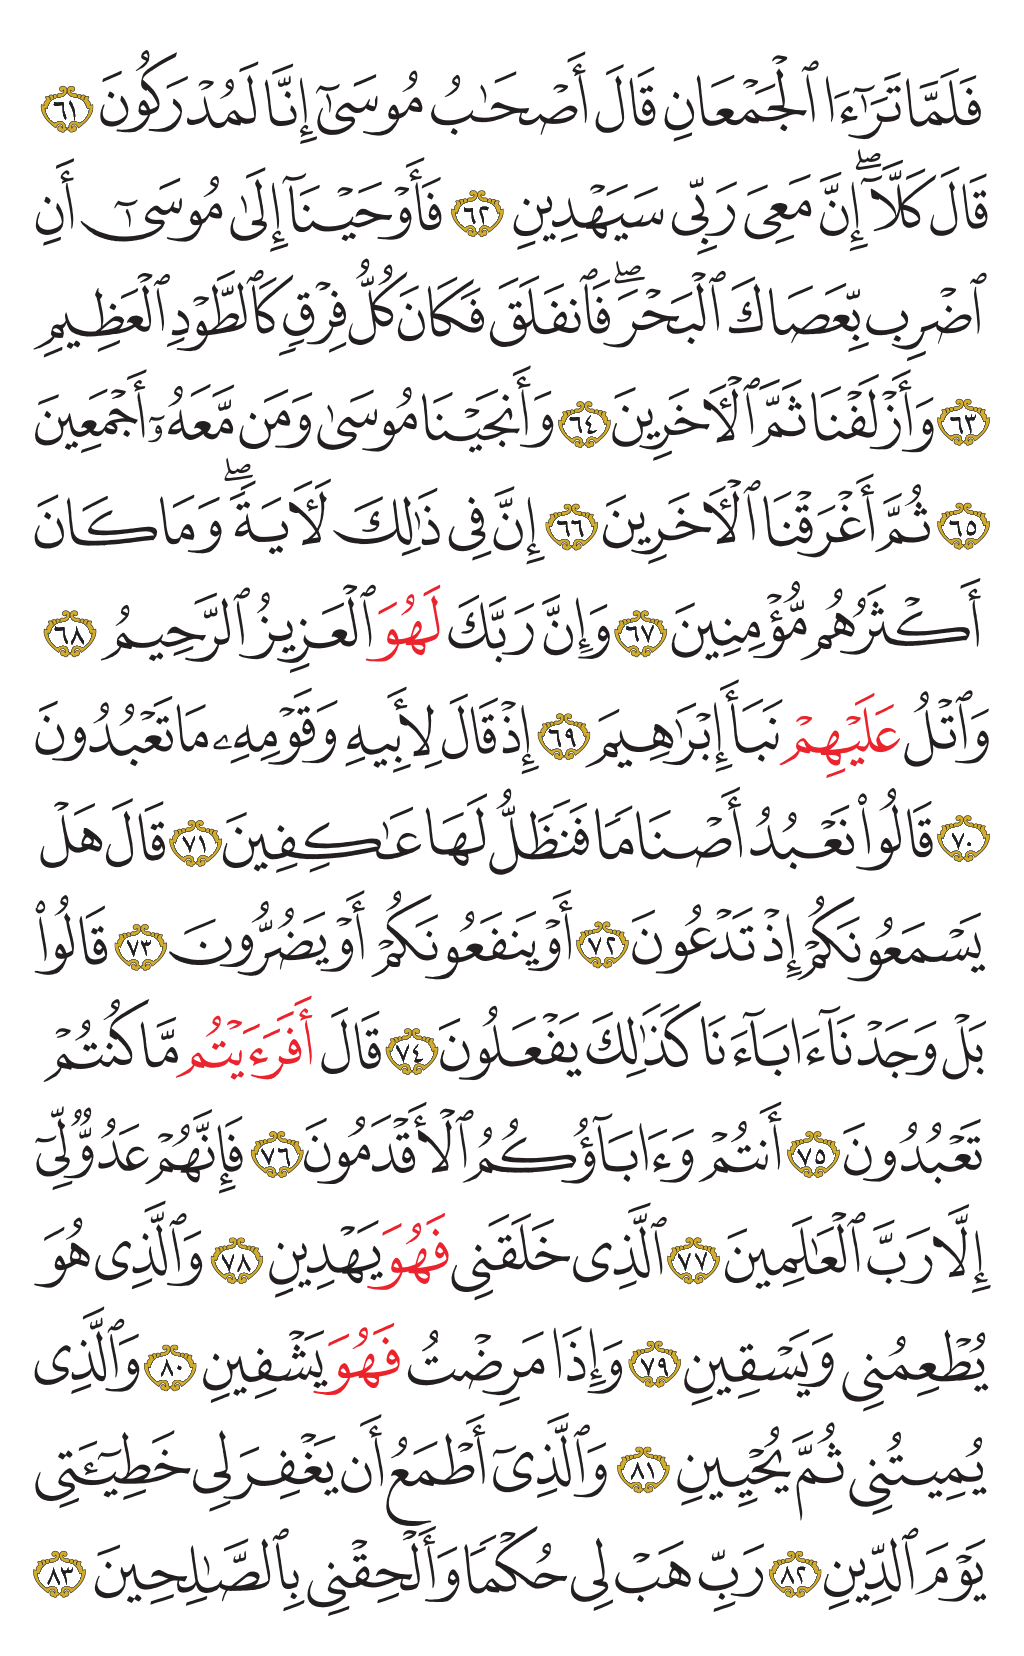 فَلَمَّا تَرَٰٓءَا ٱلْجَمْعَانِ قَالَ أَصْحَٰبُ مُوسَىٰٓ إِنَّا لَمُدْرَكُونَ ٦١
قَالَ كَلَّآ ۖ إِنَّ مَعِىَ رَبِّى سَيَهْدِينِ ٦٢ فَأَوْحَيْنَآ إِلَىٰ مُوسَىٰٓ أَنِ
ٱضْرِب بِّعَصَاكَ ٱلْبَحْرَ ۖ فَٱنفَلَقَ فَكَانَ كُلُّ فِرْقٍ كَٱلطَّوْدِ ٱلْعَظِيمِ
٦٣ وَأَزْلَفْنَا ثَمَّ ٱلْأَخَرِينَ ٦٤ وَأَنجَيْنَا مُوسَىٰ وَمَن مَّعَهُۥٓ أَجْمَعِينَ
٦٥ ثُمَّ أَغْرَقْنَا ٱلْأَخَرِينَ ٦٦ إِنَّ فِى ذَٰلِكَ لَأَيَةً ۖ وَمَا كَانَ
أَكْثَرُهُم مُّؤْمِنِينَ ٦٧ وَإِنَّ رَبَّكَ لَهُوَ ٱلْعَزِيزُ ٱلرَّحِيمُ ٦٨
وَٱتْلُ عَلَيْهِمْ نَبَأَ إِبْرَٰهِيمَ ٦٩ إِذْ قَالَ لِأَبِيهِ وَقَوْمِهِۦ مَا تَعْبُدُونَ
٧٠ قَالُوا۟ نَعْبُدُ أَصْنَامًا فَنَظَلُّ لَهَا عَٰكِفِينَ ٧١ قَالَ هَلْ
يَسْمَعُونَكُمْ إِذْ تَدْعُونَ ٧٢ أَوْ يَنفَعُونَكُمْ أَوْ يَضُرُّونَ ٧٣ قَالُوا۟
بَلْ وَجَدْنَآ ءَابَآءَنَا كَذَٰلِكَ يَفْعَلُونَ ٧٤ قَالَ أَفَرَءَيْتُم مَّا كُنتُمْ
تَعْبُدُونَ ٧٥ أَنتُمْ وَءَابَآؤُكُمُ ٱلْأَقْدَمُونَ ٧٦ فَإِنَّهُمْ عَدُوٌّ لِّىٓ
إِلَّا رَبَّ ٱلْعَٰلَمِينَ ٧٧ ٱلَّذِى خَلَقَنِى فَهُوَ يَهْدِينِ ٧٨ وَٱلَّذِى هُوَ
يُطْعِمُنِى وَيَسْقِينِ ٧٩ وَإِذَا مَرِضْتُ فَهُوَ يَشْفِينِ ٨٠ وَٱلَّذِى
يُمِيتُنِى ثُمَّ يُحْيِينِ ٨١ وَٱلَّذِىٓ أَطْمَعُ أَن يَغْفِرَ لِى خَطِيٓـَٔتِى
يَوْمَ ٱلدِّينِ ٨٢ رَبِّ هَبْ لِى حُكْمًا وَأَلْحِقْنِى بِٱلصَّٰلِحِينَ ٨٣